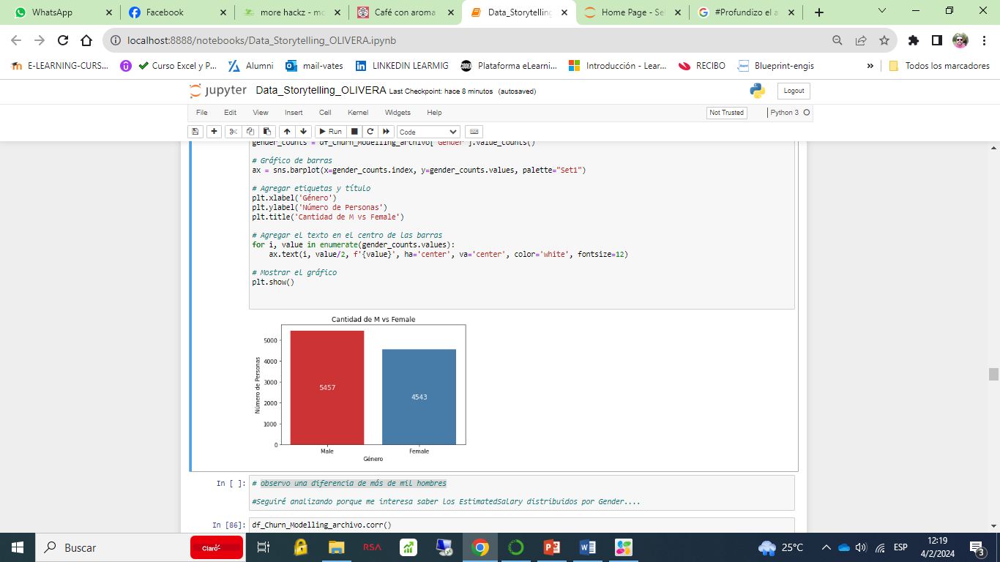 WhatsApp
Facebook
more hackz - mo
Café con aroma
Data_Storytelling
Home Page - Se
#Profundizo el a
localhost:8888/notebooks/Data_Storytelling_OLIVERA.ipynb
E-LEARNING-CURS...
Curso Excel y P...
Alumni
mail-vates
LINKEDIN LEARMIG
Plataforma eLearni...
Introducción - Lear...
RECIBO
Blueprint-engis
»
Todos los marcadores
jupyter Data_Storytelling_OLIVERA Last Checkpoint: hace 8 minutos (autosaved)
Logout
File Edit View Insert Cell Kernel Widgets Help
Not Trusted
Python 3
Run
Code
gender_counts = df_Churn_Modelling_archivo['Gender'].value_counts()
# Gráfico de barras
ax = sns.barplot(x=gender_counts.index, y=gender_counts.values, palette="Set1")
# Agregar etiquetas y título
plt.xlabel('Género')
plt.ylabel('Número de Personas')
plt.title('Cantidad de M vs Female')
# Agregar el texto en el centro de las barras
for i, value in enumerate(gender_counts.values):
ax.text(i, value/2, f'{value}', ha='center', va='center', color='white', fontsize=12)
# Mostrar el gráfico
plt.show()
Cantidad de M vs Female
Número de Personas
5000
4000
3000
2000
1000
0
5457
4543
Male
Female
Género
In [ ]:
# observo una diferencia de más de mil hombres
#Seguiré analizando porque me interesa saber los EstimatedSalary distribuidos por Gender....
In [86]:
df_Churn_Modelling_archivo.corr()
Buscar
Claro
RSA
25°C
ESP
12:19
4/2/2024
3